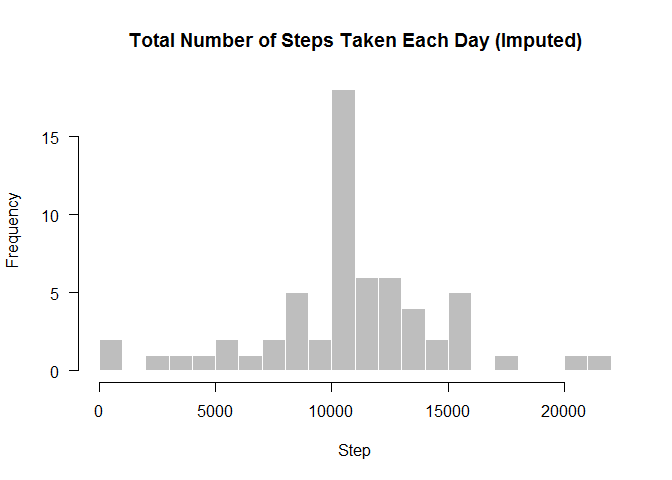 Total Number of Steps Taken Each Day (Imputed)
Frequency
15
10
5
0
0 5000 10000 15000 20000
Step